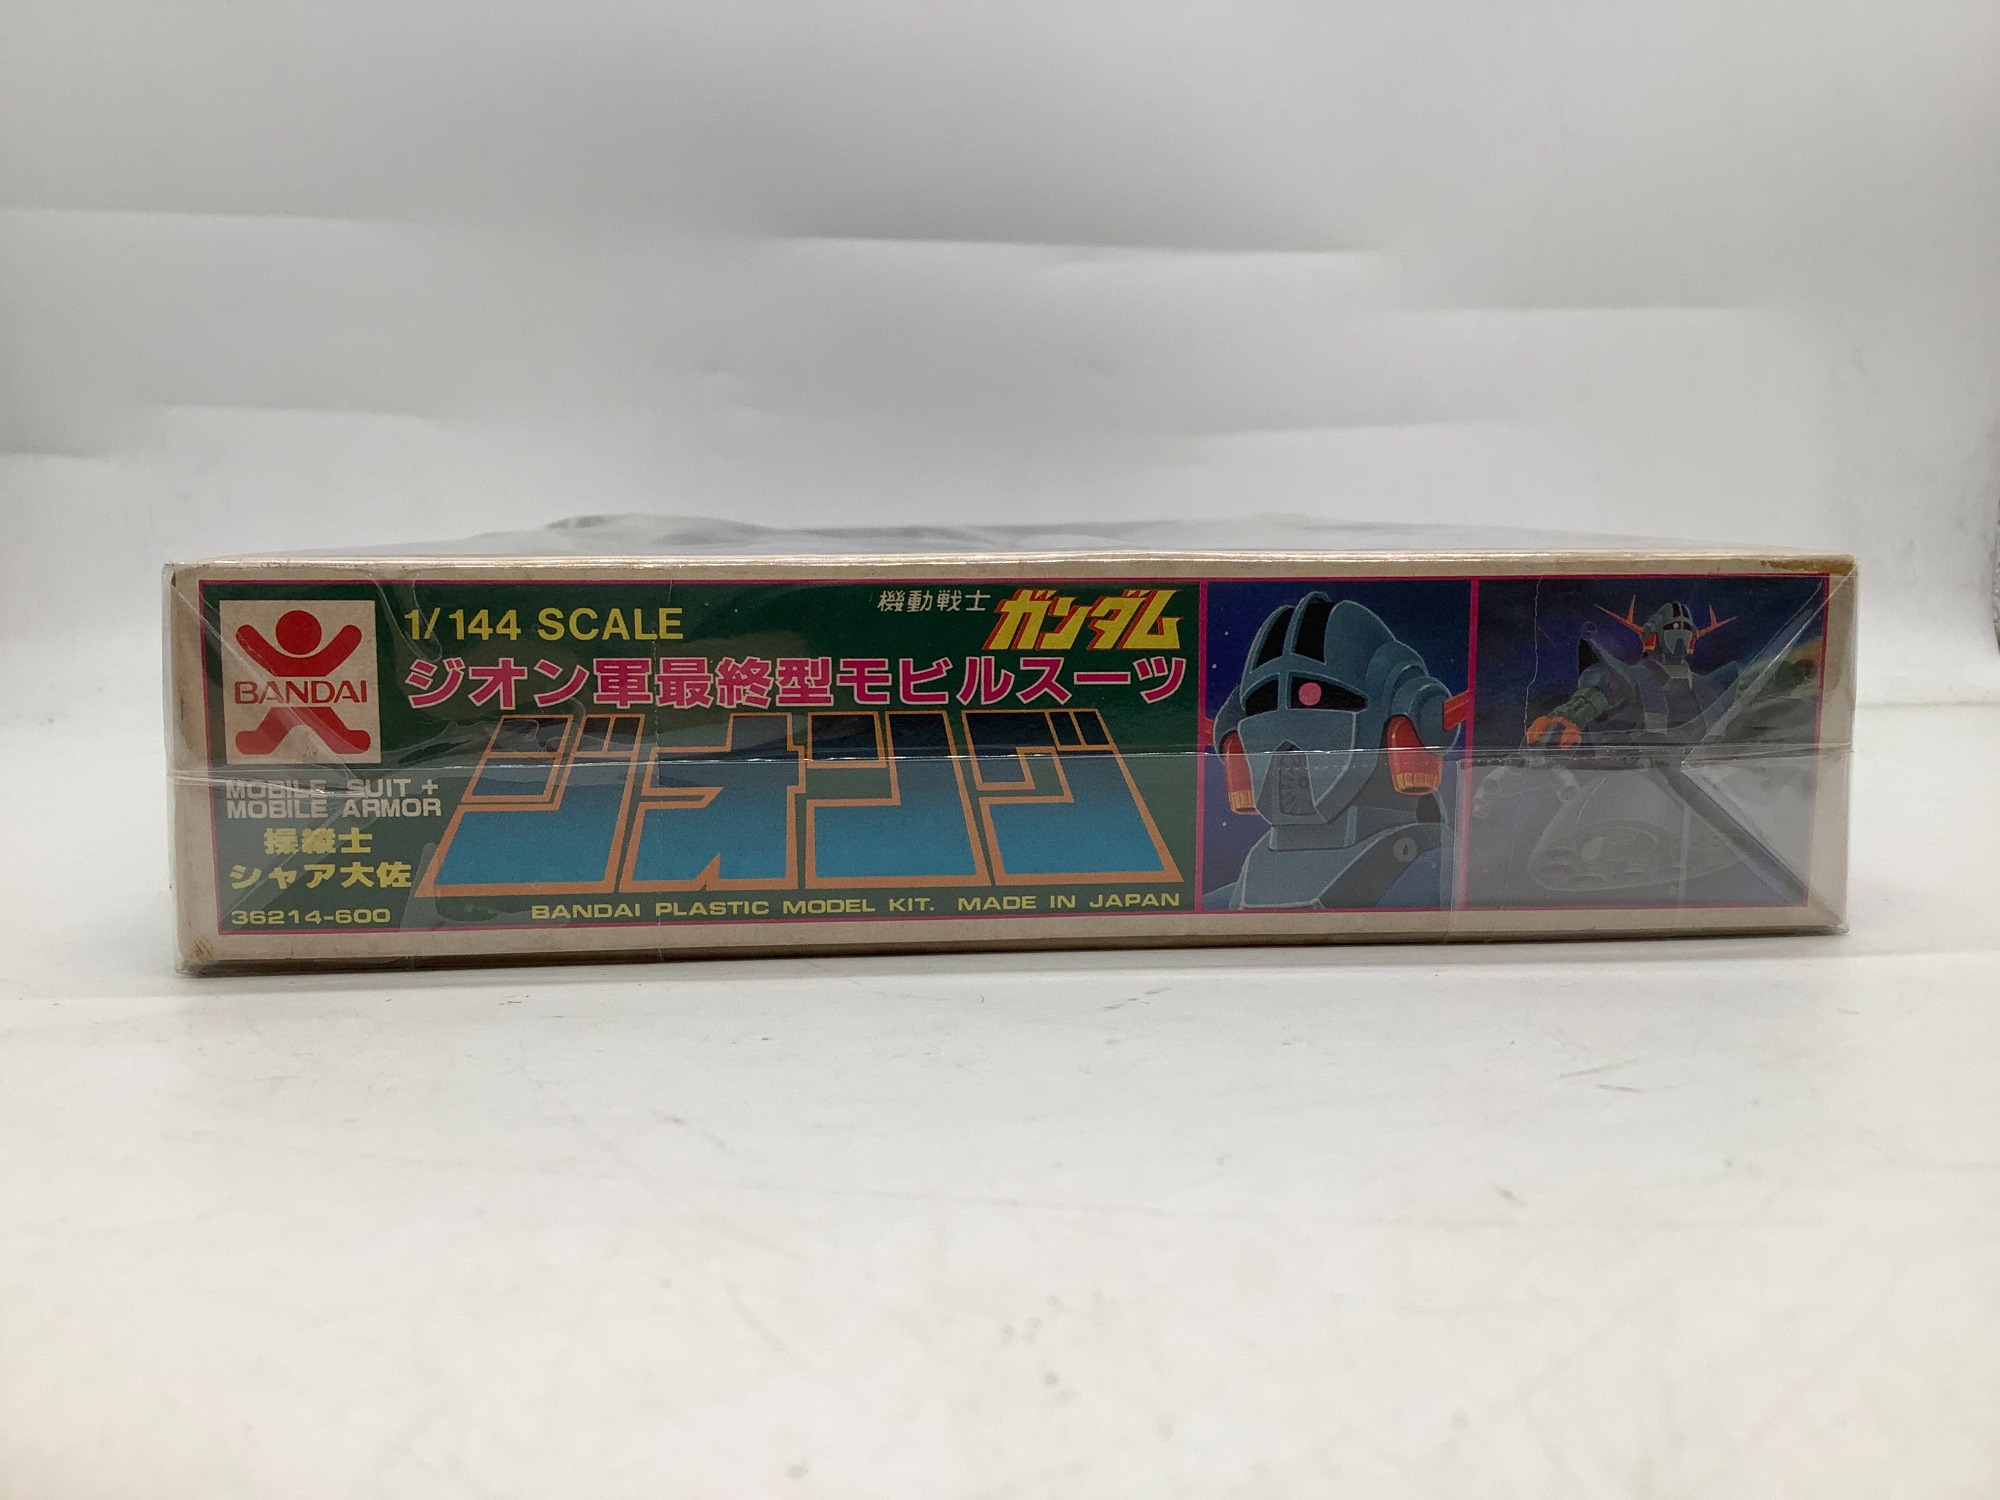 BANDAI
1/144 SCALE
機動戦士 ガンダム
ジオン軍最終型モビルスーツ
ジオング
MOBILE SUIT +
MOBILE ARMOR
操縦士
シャア大佐
36214-600
BANDAI PLASTIC MODEL KIT. MADE IN JAPAN